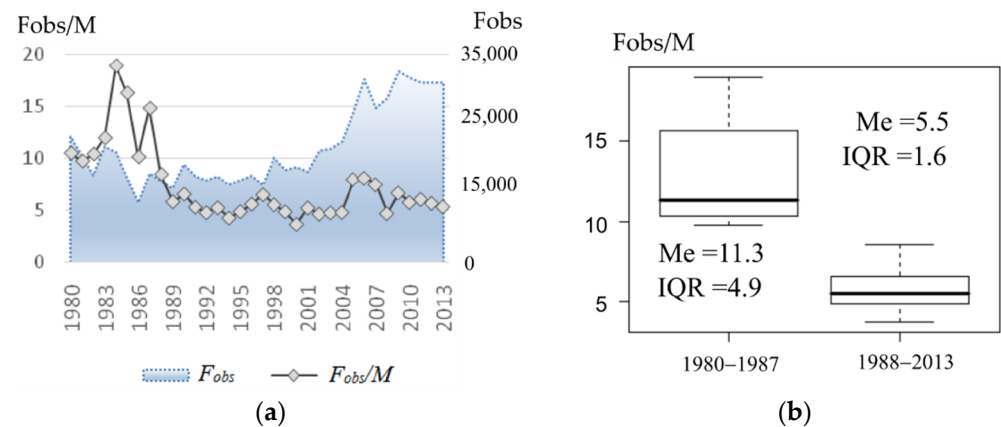 Fobs/M
Fobs
20
15
10
5
0
35,000
25,000
15,000
0
1980
1983
1986
1989
1992
1995
1998
2001
2004
2007
2010
2013
Fobs
Fobs/M
(a)
Fobs/M
15
10
5
Me =5.5
IQR =1.6
Me =11.3
IQR =4.9
1980–1987
1988–2013
(b)